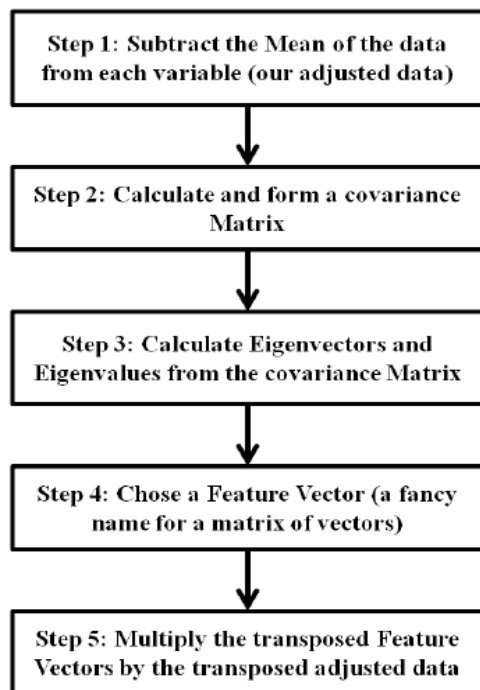 Step 1: Subtract the Mean of the data
from each variable (our adjusted data)
Step 2: Calculate and form a covariance
Matrix
Step 3: Calculate Eigenvectors and
Eigenvalues from the covariance Matrix
Step 4: Chose a Feature Vector (a fancy
name for a matrix of vectors)
Step 5: Multiply the transposed Feature
Vectors by the transposed adjusted data